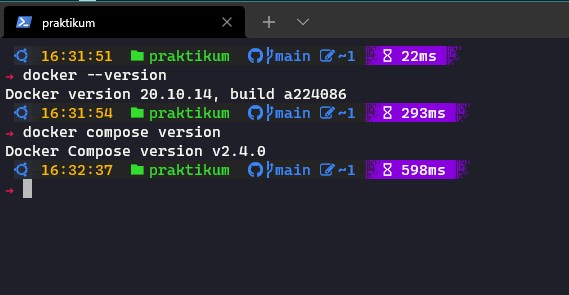 praktikum
16:31:51 praktikum main ~1 22ms
→ docker --version
Docker version 20.10.14, build a224086
16:31:54 praktikum main ~1 293ms
→ docker compose version
Docker Compose version v2.4.0
16:32:37 praktikum main ~1 598ms
→